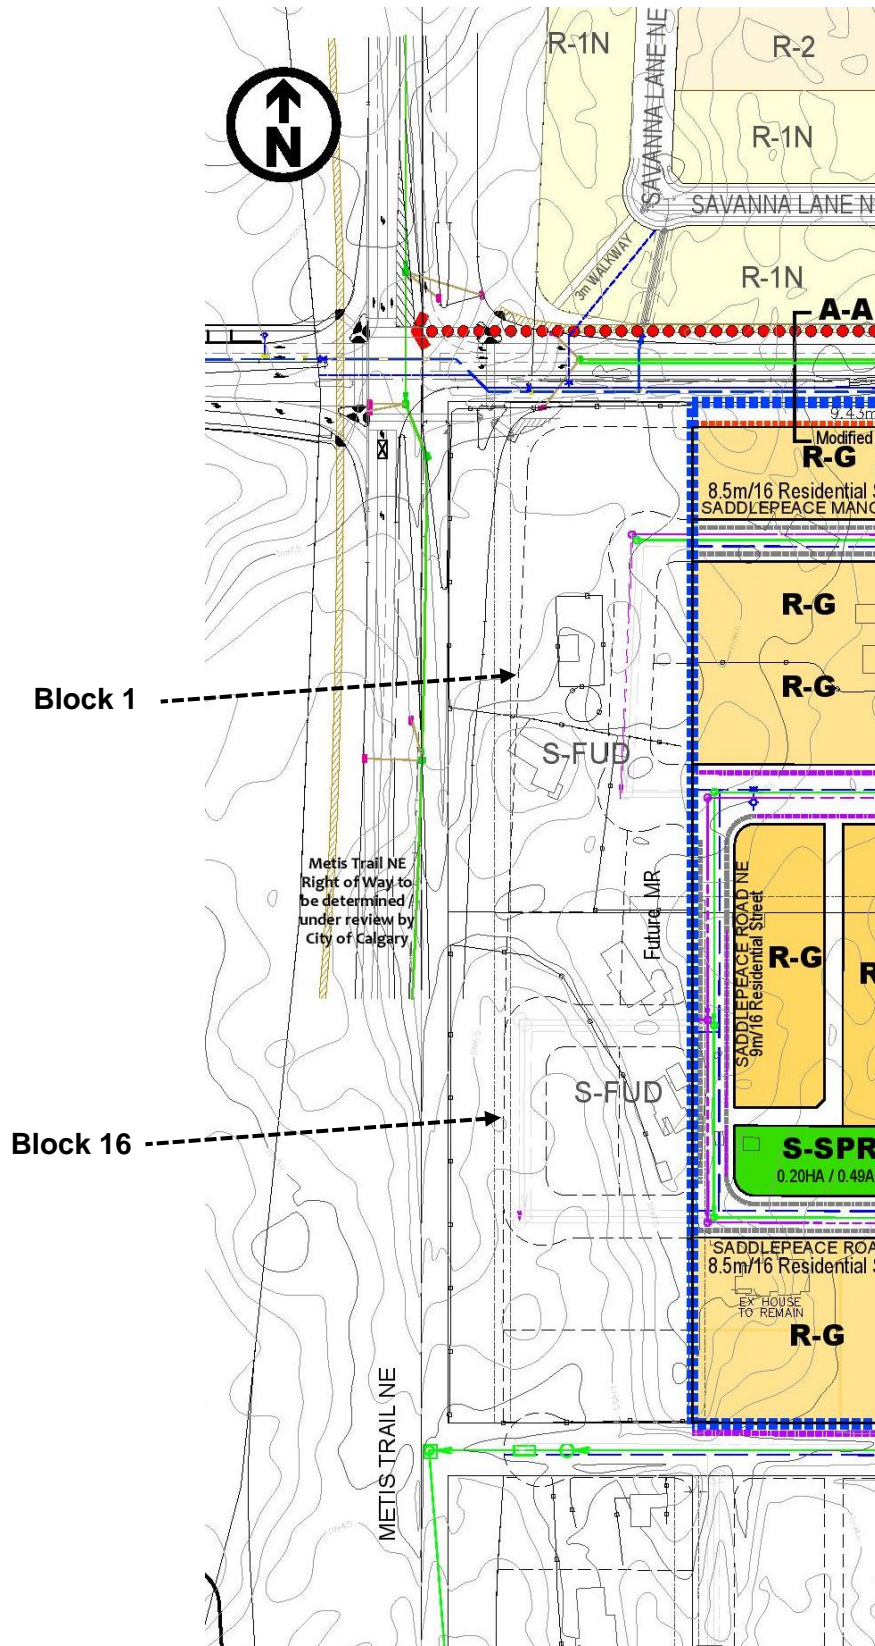 R-1N
R-2
SAVANNA LANE NE
N
R-1N
SAVANNA LANE N
3m WALKWAY
R-1N
A-A
9.43m
Modified
R-G
8.5m/16 Residential S
SADDLEPEACE MANO
R-G
Block 1
R-G
S-FUD
Metis Trail NE
Right of Way to
be determined /
under review by
City of Calgary
Future MR
SADDLEPEACE ROAD NE
9m/16 Residential Street
R-G
R
S-FUD
Block 16
S-SPR
0.20HA / 0.49A
SADDLEPEACE ROA
8.5m/16 Residential S
EX HOUSE
TO REMAIN
R-G
METIS TRAIL NE